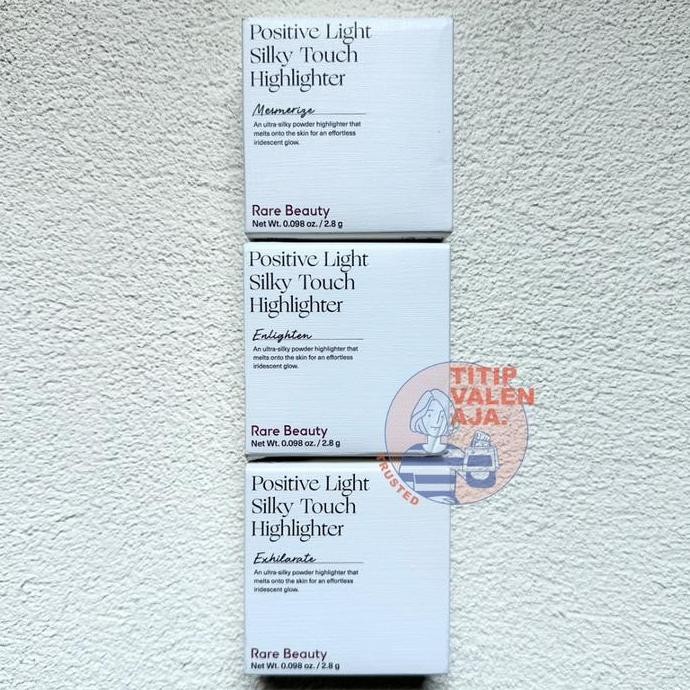 Positive Light
Silky Touch
Highlighter
Mesmerize
An ultra-silky powder highlighter that
melts onto the skin for an effortless
iridescent glow.
Rare Beauty
Net Wt. 0.098 oz. / 2.8 g
Positive Light
Silky Touch
Highlighter
Enlighten
An ultra-silky powder highlighter that
melts onto the skin for an effortless
iridescent glow.
Rare Beauty
Net Wt. 0.098 oz. / 2.8 g
TITIP
VALEN
AJA.
TRUSTED
Positive Light
Silky Touch
Highlighter
Exhilarate
An ultra-silky powder highlighter that
melts onto the skin for an effortless
iridescent glow.
Rare Beauty
Net Wt. 0.098 oz. / 2.8 g